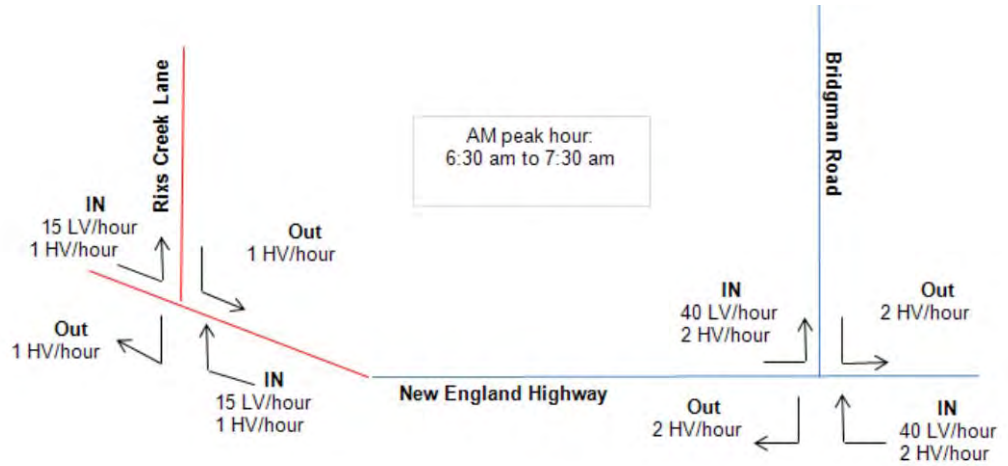 Rixs Creek Lane
Bridgman Road
AM peak hour:
6:30 am to 7:30 am
IN
15 LV/hour
1 HV/hour
Out
1 HV/hour
Out
1 HV/hour
IN
15 LV/hour
1 HV/hour
New England Highway
IN
40 LV/hour
2 HV/hour
Out
2 HV/hour
Out
2 HV/hour
IN
40 LV/hour
2 HV/hour